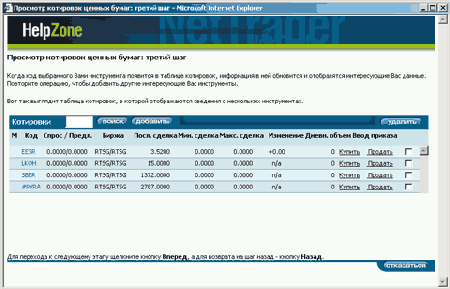 Просмотр котировок ценных бумаг: третий шаг - Microsoft Internet Explorer
NetTrader
HelpZone
Просмотр котировок ценных бумаг: третий шаг
Когда код выбранного Вами инструмента появится в таблице котировок, информация в ней обновится и отобразятся интересующие Вас данные.
Повторите операцию, чтобы добавить другие интересующие Вас инструменты.
Вот так выглядит таблица котировок, в которой отображаются сведения о нескольких инструментах.
Котировки поиск добавить удалить
М Код Спрос / Предл. Биржа Посл. сделка Мин. сделка Макс. сделка Изменение Дневн. объем Ввод приказа
EESR 0.0000/0.0000 RTSG/RTSG 3.5200 0.0000 0.0000 +0.00 0 Купить Продать
LKOH 0.0000/0.0000 RTSG/RTSG 15.0000 0.0000 0.0000 n/a 0 Купить Продать
SBER 0.0000/0.0000 RTSG/RTSG 0.0000 0.0000 n/a 0 Купить Продать
0.0000/0.0000 RTSG/RTSG 0.0000 0.0000 n/a 0 Купить Продать
Для перехода к следующему этапу щелкните кнопку Вперед, а для возврата на шаг назад - кнопку Назад.
отказаться